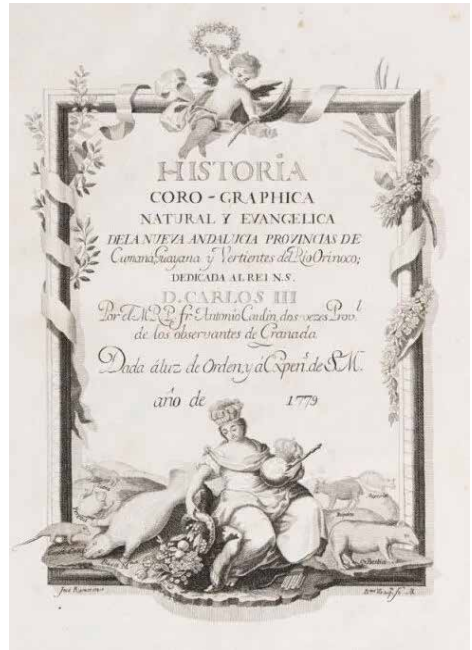 HISTORIA
CORO-GRAPHICA
NATURAL Y EVANGELICA
DELA NUEVA ANDALUCIA PROVINCIAS DE
Cumaná, Guayana y Vertientes del Rio Orinoco;
DEDICADA AL REI N.S.
D. CARLOS III
Por el M.R.P. fr. Antonio Caulin, dos vezes Prov.l
de los observantes de Granada.
Dada á luz de Orden, y á Expens. de S.M.
año de 1779